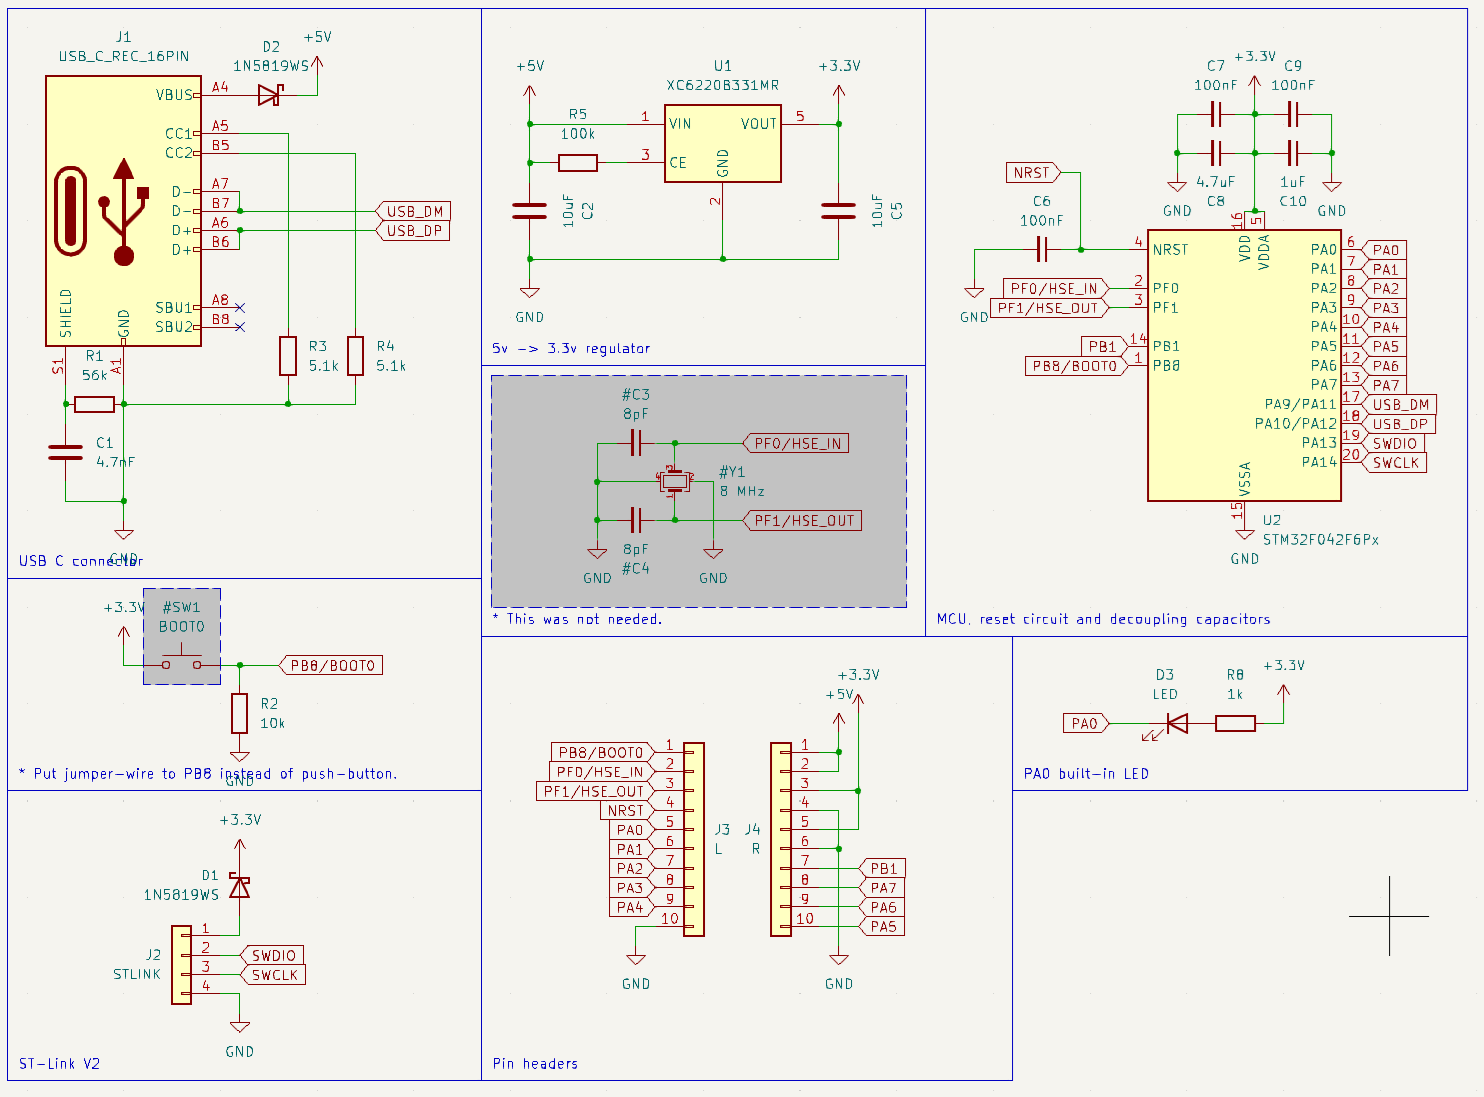 J1
USB_C_REC_16PIN
D2
1N5819WS
+5V
VBUS
A4
CC1
A5
CC2
B5
D-
A7
D-
B7
D+
A6
D+
B6
USB_DM
USB_DP
SBU1
A8
SBU2
B8
SHIELD
GND
S1
A1
R1
56k
R3
5.1k
R4
5.1k
C1
4.7nF
GND
USB C connector
+5V
U1
XC6220B331MR
+3.3V
R5
100k
1
VIN
VOUT
5
3
CE
GND
2
10uF
C2
10uF
C5
GND
5v -> 3.3v regulator
#C3
8pF
PF0/HSE_IN
3
4
2
1
#Y1
8 MHz
PF1/HSE_OUT
8pF
#C4
GND
GND
* This was not needed.
+3.3V
C7
100nF
C9
100nF
4.7uF
C8
1uF
C10
GND
GND
NRST
C6
100nF
GND
16
5
VDD
VDDA
4
NRST
PF0/HSE_IN
2
PF0
PF1/HSE_OUT
3
PF1
PB1
14
PB1
PB8/BOOT0
1
PB8
PA0
6
PA0
PA1
7
PA1
PA2
8
PA2
PA3
9
PA3
PA4
10
PA4
PA5
11
PA5
PA6
12
PA6
PA7
13
PA7
PA9/PA11
17
USB_DM
PA10/PA12
18
USB_DP
PA13
19
SWDIO
PA14
20
SWCLK
VSSA
15
U2
STM32F042F6Px
GND
MCU, reset circuit and decoupling capacitors
+3.3V
#SW1
BOOT0
PB8/BOOT0
R2
10k
GND
* Put jumper-wire to PB8 instead of push-button.
+3.3V
D1
1N5819WS
J2
STLINK
1
2
SWDIO
3
SWCLK
4
GND
ST-Link V2
PB8/BOOT0
1
PF0/HSE_IN
2
PF1/HSE_OUT
3
NRST
4
PA0
5
PA1
6
PA2
7
PA3
8
PA4
9
10
J3
L
GND
+3.3V
+5V
J4
R
1
2
3
4
5
6
7
PB1
8
PA7
9
PA6
10
PA5
GND
Pin headers
D3
LED
R8
1k
+3.3V
PA0
PA0 built-in LED